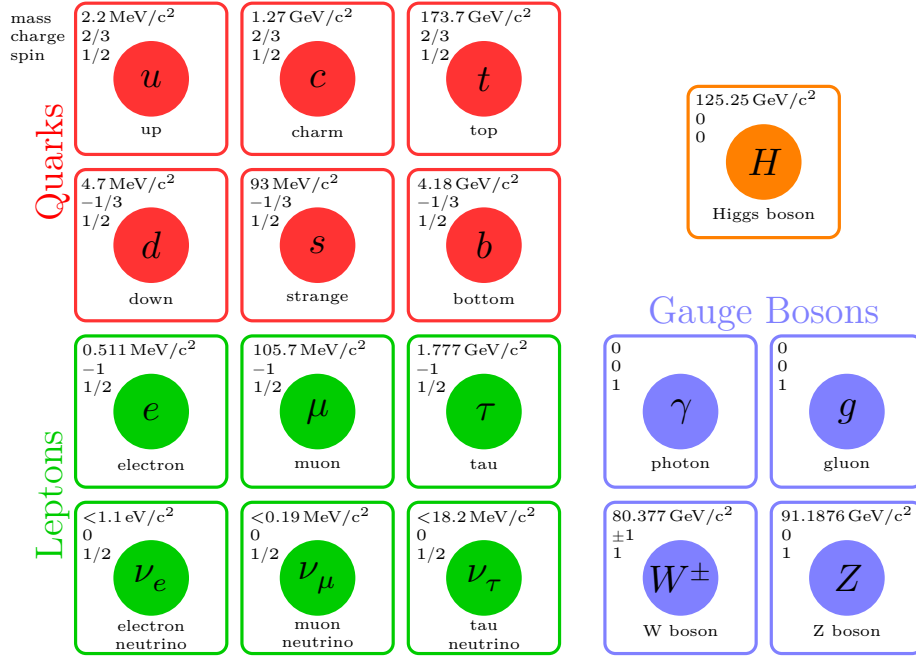 mass
charge
spin
Quarks
2.2 MeV/c²
2/3
1/2
u
up
1.27 GeV/c²
2/3
1/2
c
charm
173.7 GeV/c²
2/3
1/2
t
top
4.7 MeV/c²
−1/3
1/2
d
down
93 MeV/c²
−1/3
1/2
s
strange
4.18 GeV/c²
−1/3
1/2
b
bottom
125.25 GeV/c²
0
0
H
Higgs boson
Leptons
0.511 MeV/c²
−1
1/2
e
electron
105.7 MeV/c²
−1
1/2
μ
muon
1.777 GeV/c²
−1
1/2
τ
tau
<1.1 eV/c²
0
1/2
νe
electron
neutrino
<0.19 MeV/c²
0
1/2
νμ
muon
neutrino
<18.2 MeV/c²
0
1/2
ντ
tau
neutrino
Gauge Bosons
0
0
1
γ
photon
0
0
1
g
gluon
80.377 GeV/c²
±1
1
W±
W boson
91.1876 GeV/c²
0
1
Z
Z boson